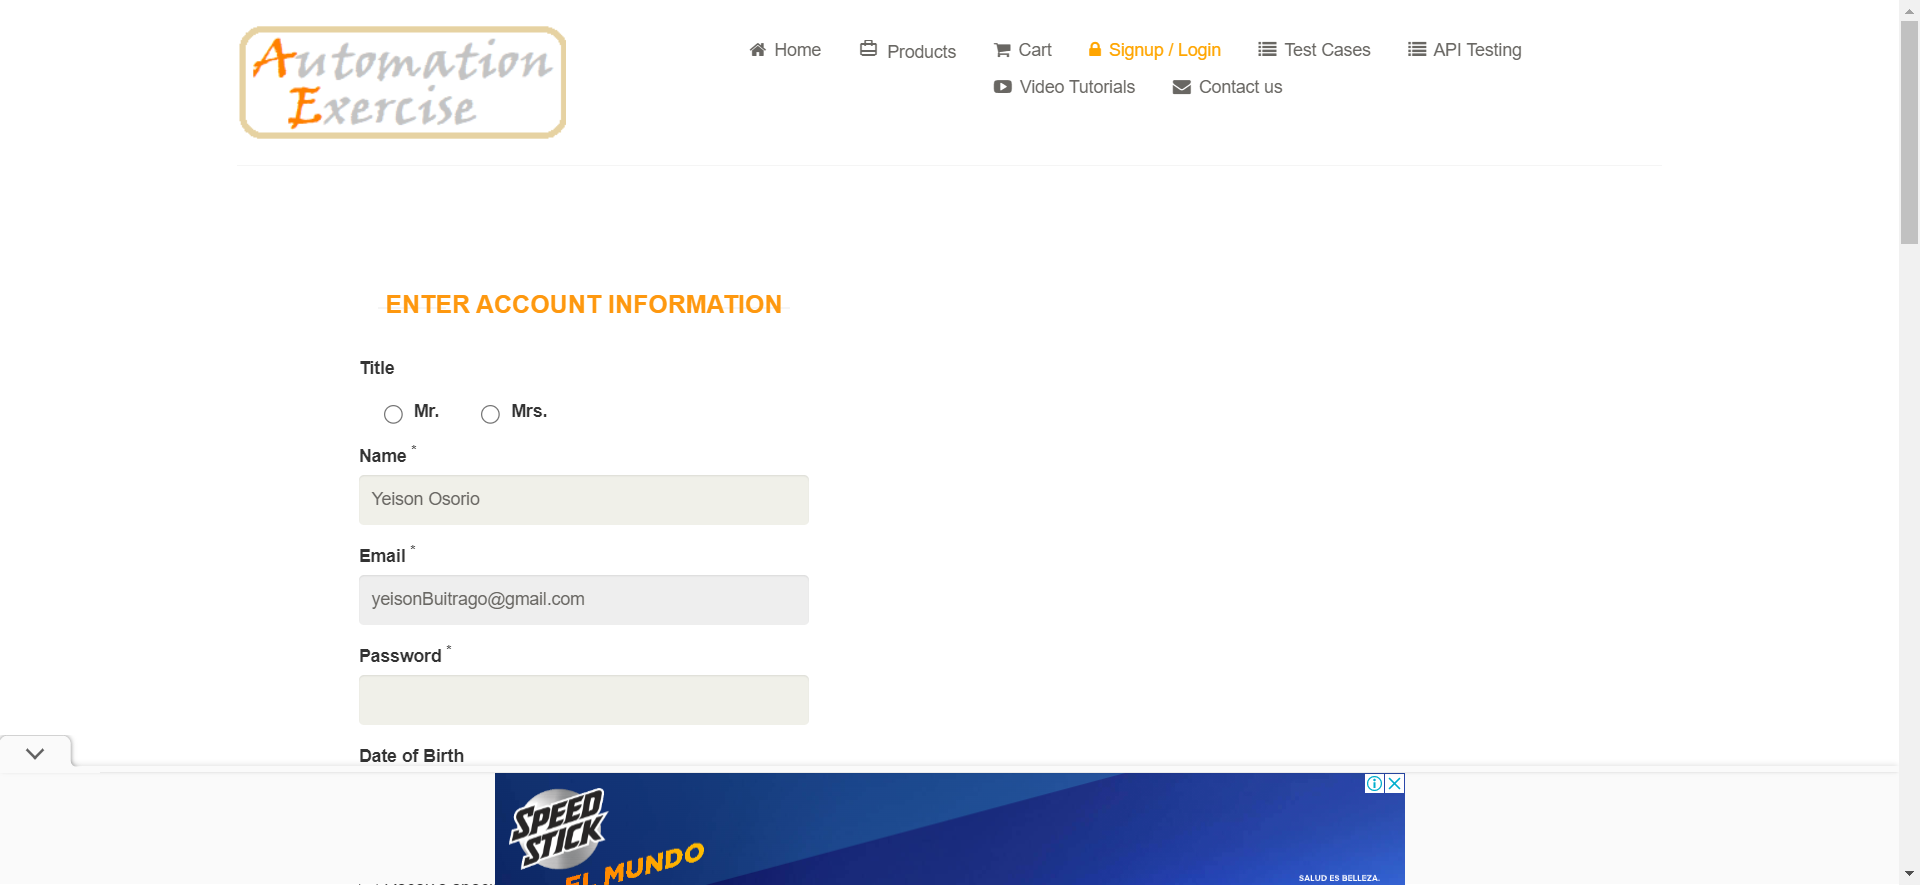 Automation
Exercise
Home
Products
Cart
Signup / Login
Test Cases
API Testing
Video Tutorials
Contact us
ENTER ACCOUNT INFORMATION
Title
Mr.
Mrs.
Name *
Yeison Osorio
Email *
yeisonBuitrago@gmail.com
Password *
Date of Birth
SPEED
STICK
EL MUNDO
SALUD ES BELLEZA.